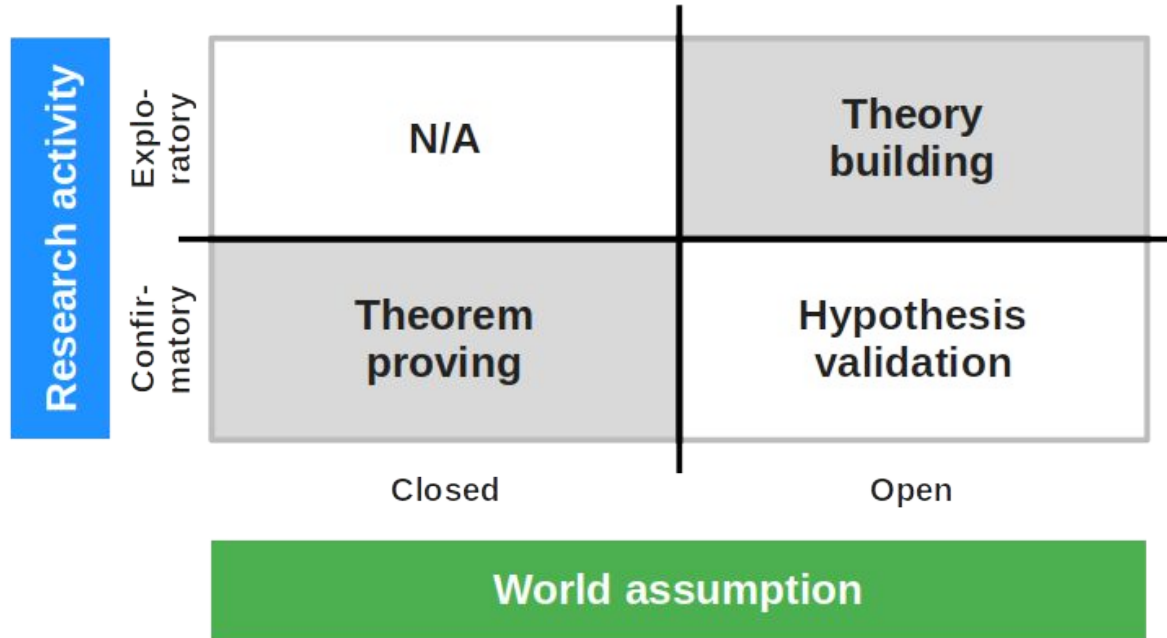 Research activity
Explo-
ratory
N/A
Theory
building
Confir-
matory
Theorem
proving
Hypothesis
validation
Closed
Open
World assumption